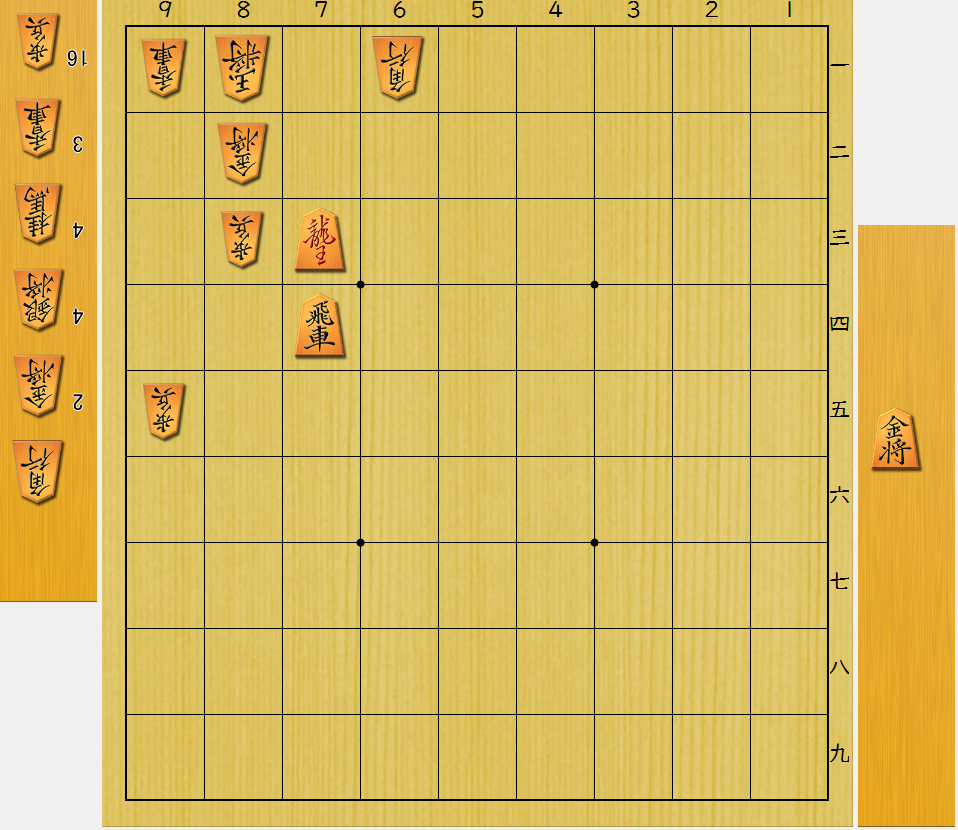 9 8 7 6 5 4 3 2 1
歩兵 16
香車 3
桂馬 4
銀将 4
金将 2
角行
香車 玉将 角行 一
金将 二
歩兵 龍王 三
飛車 四
歩兵 五
六
七
八
九
金将